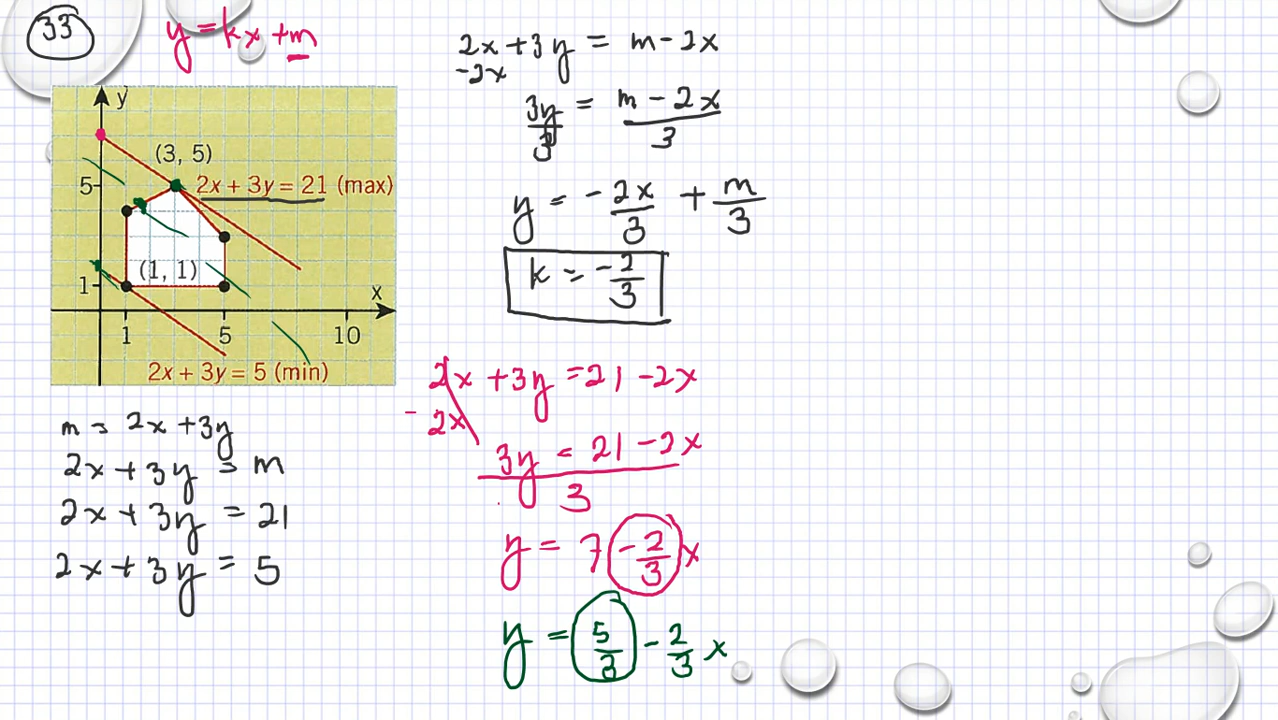 33
y = kx + m
y
(3, 5)
5
2x + 3y = 21 (max)
(1, 1)
1
x
1 5 10
2x + 3y = 5 (min)
m = 2x + 3y
2x + 3y = m
2x + 3y = 21
2x + 3y = 5
2x + 3y = m - 2x
-2x
3y/3 = m - 2x/3
y = -2x/3 + m/3
k = -2/3
2x + 3y = 21 - 2x
- 2x
3y = 21 - 2x
3
y = 7 -2/3 x
y = 5/3 - 2/3 x